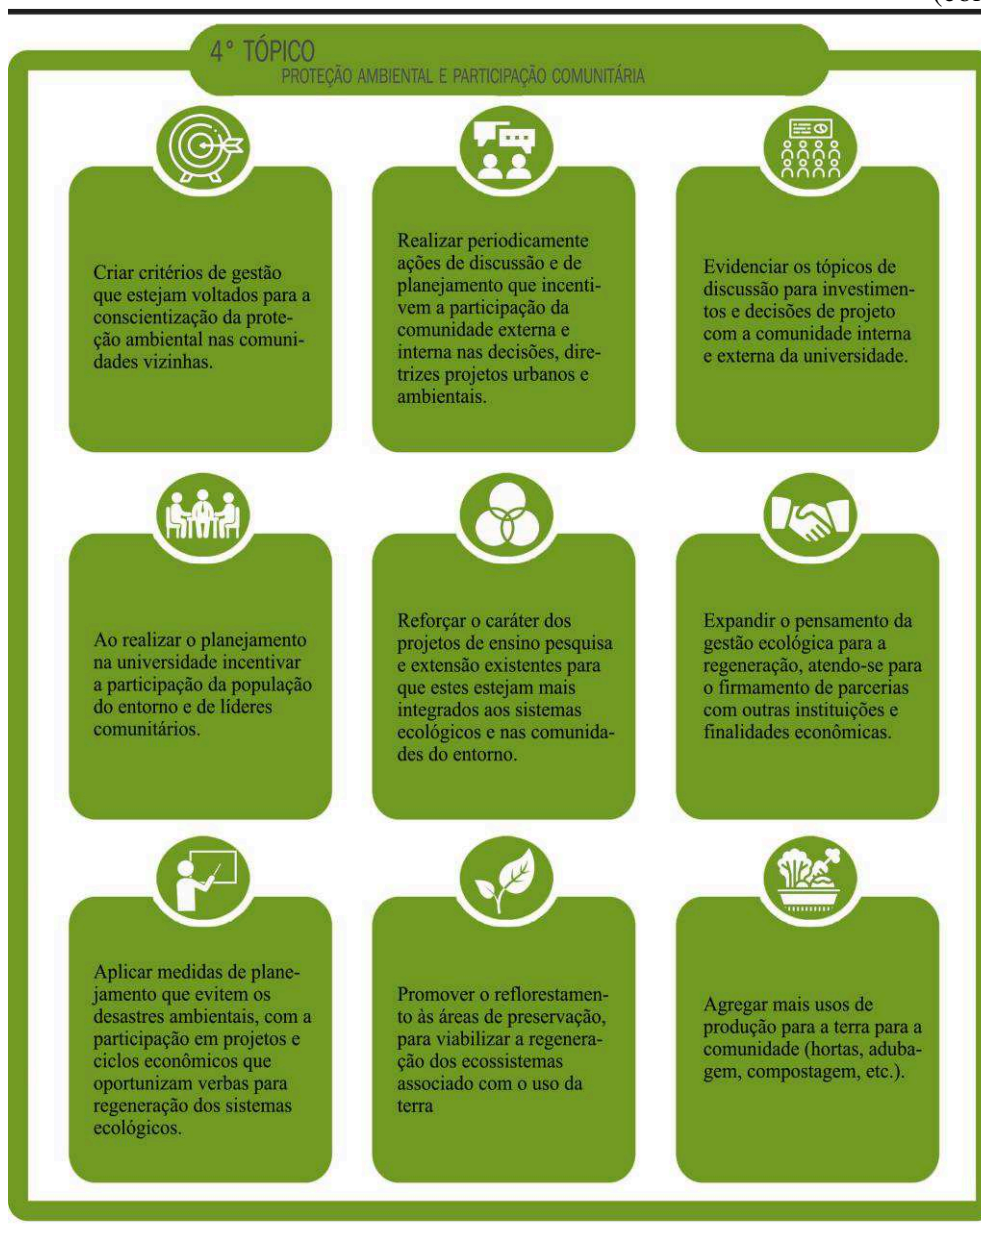 4° TÓPICO
PROTEÇÃO AMBIENTAL E PARTICIPAÇÃO COMUNITÁRIA
Criar critérios de gestão
que estejam voltados para a
conscientização da prote-
ção ambiental nas comuni-
dades vizinhas.
Realizar periodicamente
ações de discussão e de
planejamento que incenti-
vem a participação da
comunidade externa e
interna nas decisões, dire-
trizes projetos urbanos e
ambientais.
Evidenciar os tópicos de
discussão para investimen-
tos e decisões de projeto
com a comunidade interna
e externa da universidade.
Ao realizar o planejamento
na universidade incentivar
a participação da população
do entorno e de líderes
comunitários.
Reforçar o caráter dos
projetos de ensino pesquisa
e extensão existentes para
que estes estejam mais
integrados aos sistemas
ecológicos e nas comunida-
des do entorno.
Expandir o pensamento da
gestão ecológica para a
regeneração, atendo-se para
o firmamento de parcerias
com outras instituições e
finalidades econômicas.
Aplicar medidas de plane-
jamento que evitem os
desastres ambientais, com a
participação em projetos e
ciclos econômicos que
oportunizam verbas para
regeneração dos sistemas
ecológicos.
Promover o reflorestamen-
to às áreas de preservação,
para viabilizar a regenera-
ção dos ecossistemas
associado com o uso da
terra
Agregar mais usos de
produção para a terra para a
comunidade (hortas, aduba-
gem, compostagem, etc.).